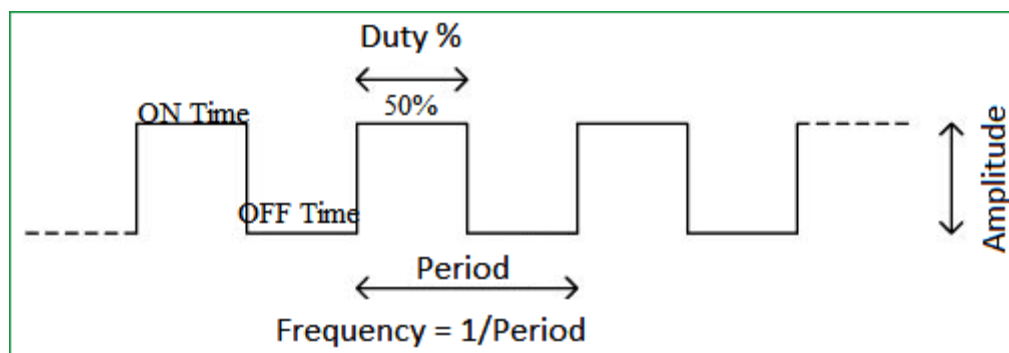 Duty %
50%
ON Time
OFF Time
Amplitude
Period
Frequency = 1/Period